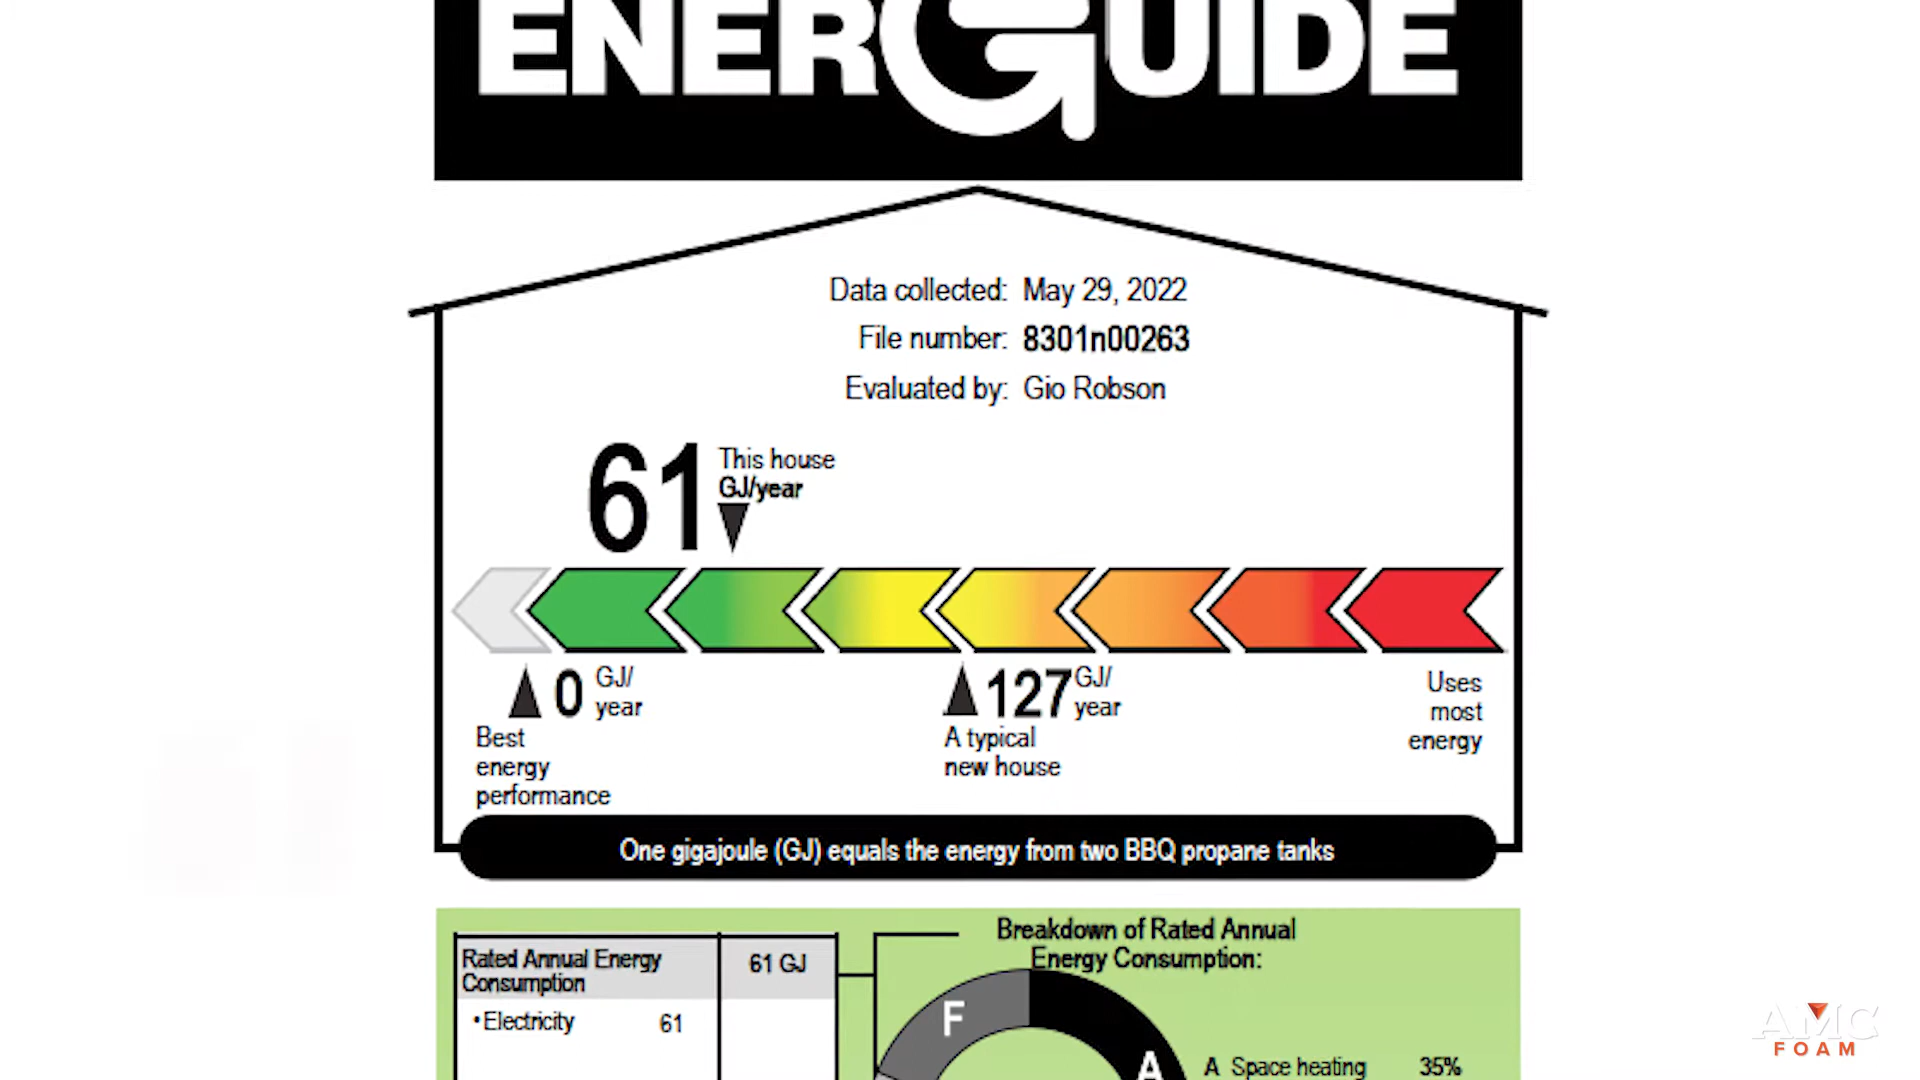 ENERGUIDE
Data collected: May 29, 2022
File number: 8301n00263
Evaluated by: Gio Robson
61 This house
GJ/year
0 GJ/
year
Best
energy
performance
127 GJ/
year
A typical
new house
Uses
most
energy
One gigajoule (GJ) equals the energy from two BBQ propane tanks
Rated Annual Energy
Consumption
61 GJ
•Electricity 61
Breakdown of Rated Annual
Energy Consumption:
F
A
A Space heating 35%
AMC
FOAM